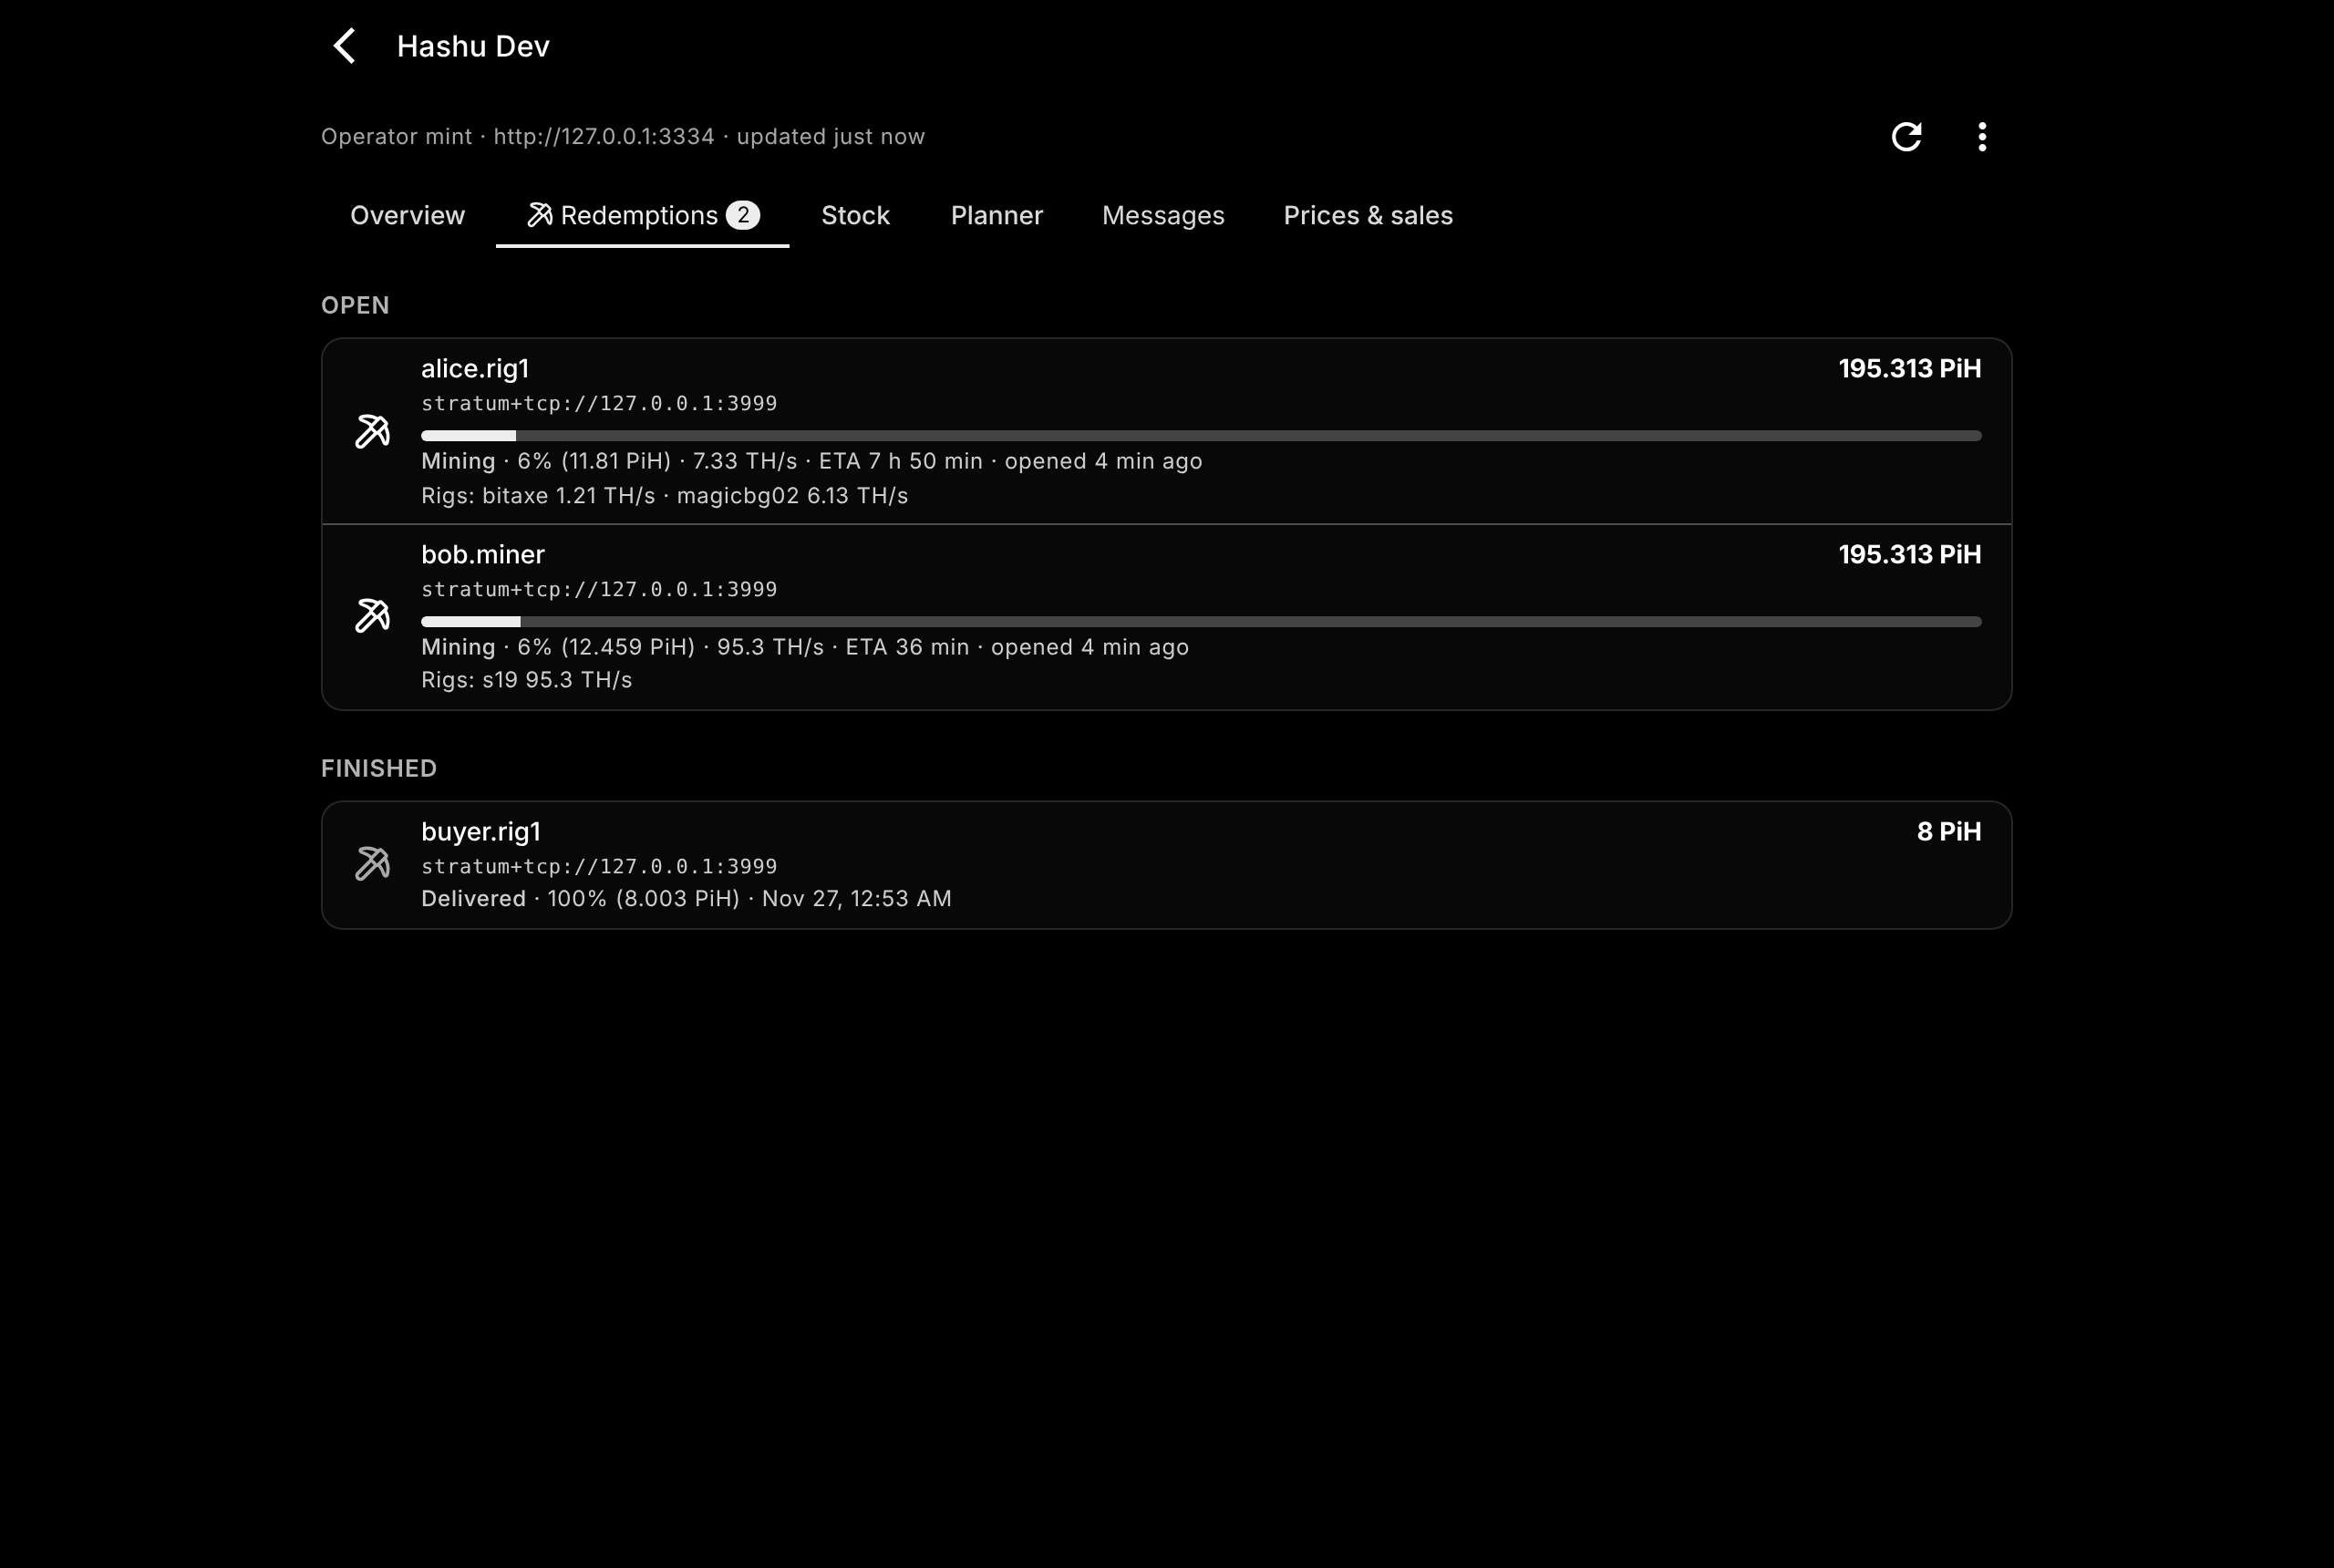 Hashu Dev
Operator mint · http://127.0.0.1:3334 · updated just now
Overview Redemptions 2 Stock Planner Messages Prices & sales
OPEN
alice.rig1 195.313 PiH
stratum+tcp://127.0.0.1:3999
Mining · 6% (11.81 PiH) · 7.33 TH/s · ETA 7 h 50 min · opened 4 min ago
Rigs: bitaxe 1.21 TH/s · magicbg02 6.13 TH/s
bob.miner 195.313 PiH
stratum+tcp://127.0.0.1:3999
Mining · 6% (12.459 PiH) · 95.3 TH/s · ETA 36 min · opened 4 min ago
Rigs: s19 95.3 TH/s
FINISHED
buyer.rig1 8 PiH
stratum+tcp://127.0.0.1:3999
Delivered · 100% (8.003 PiH) · Nov 27, 12:53 AM